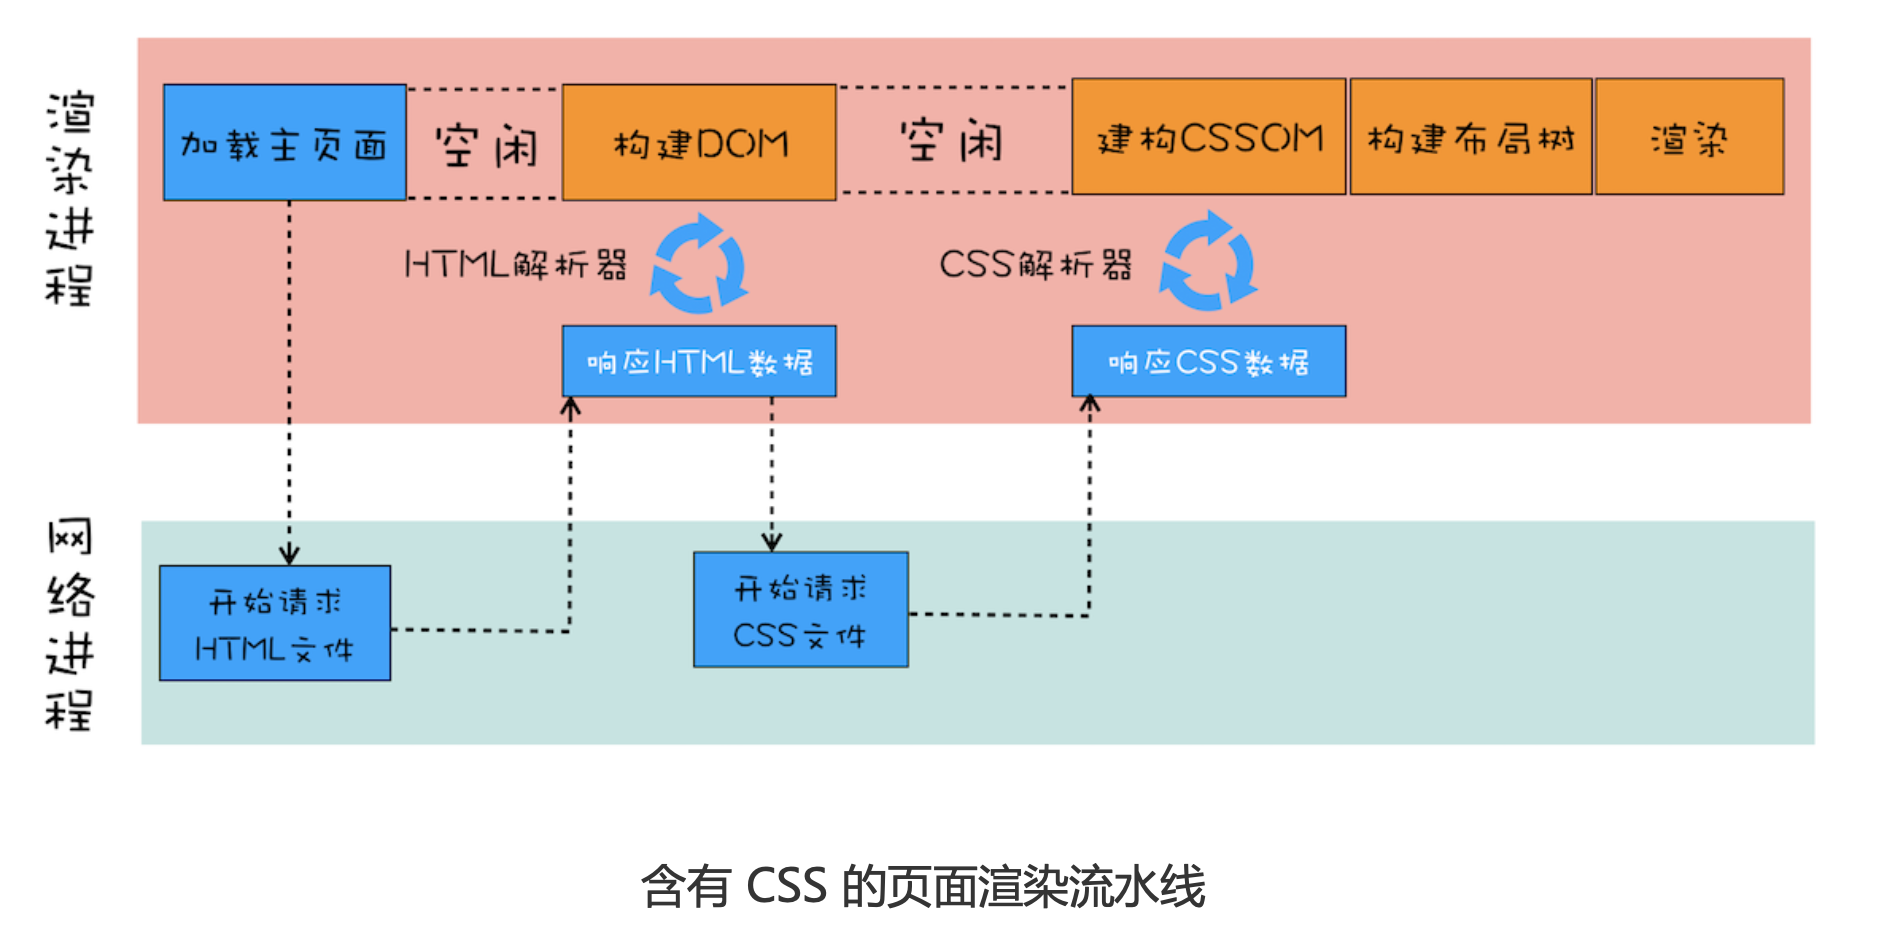 渲染进程
加载主页面
空闲
构建DOM
空闲
建构CSSOM
构建布局树
渲染
HTML解析器
CSS解析器
响应HTML数据
响应CSS数据
网络进程
开始请求
HTML文件
开始请求
CSS文件
含有 CSS 的页面渲染流水线